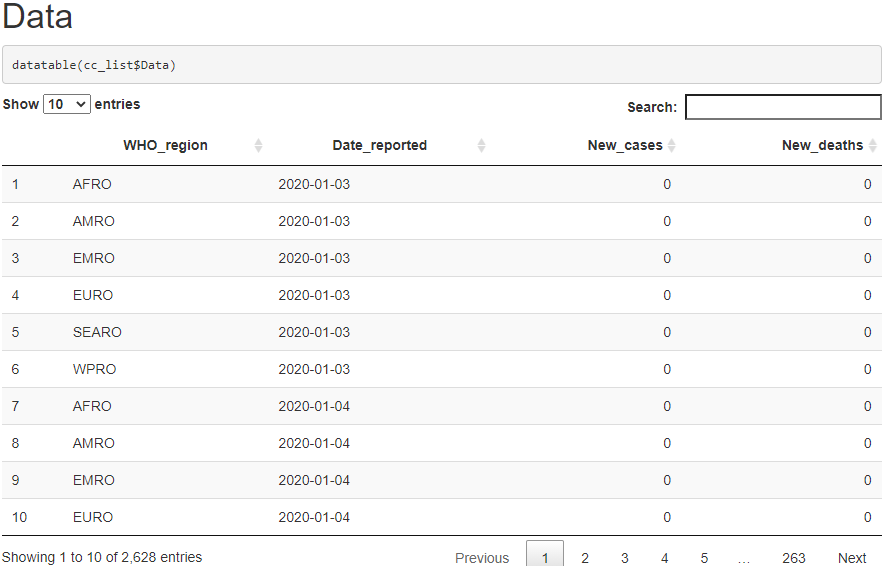 Data
datatable(cc_list$Data)
Show 10 entries Search:
WHO_region Date_reported New_cases New_deaths
1 AFRO 2020-01-03 0 0
2 AMRO 2020-01-03 0 0
3 EMRO 2020-01-03 0 0
4 EURO 2020-01-03 0 0
5 SEARO 2020-01-03 0 0
6 WPRO 2020-01-03 0 0
7 AFRO 2020-01-04 0 0
8 AMRO 2020-01-04 0 0
9 EMRO 2020-01-04 0 0
10 EURO 2020-01-04 0 0
Showing 1 to 10 of 2,628 entries Previous 1 2 3 4 5 … 263 Next